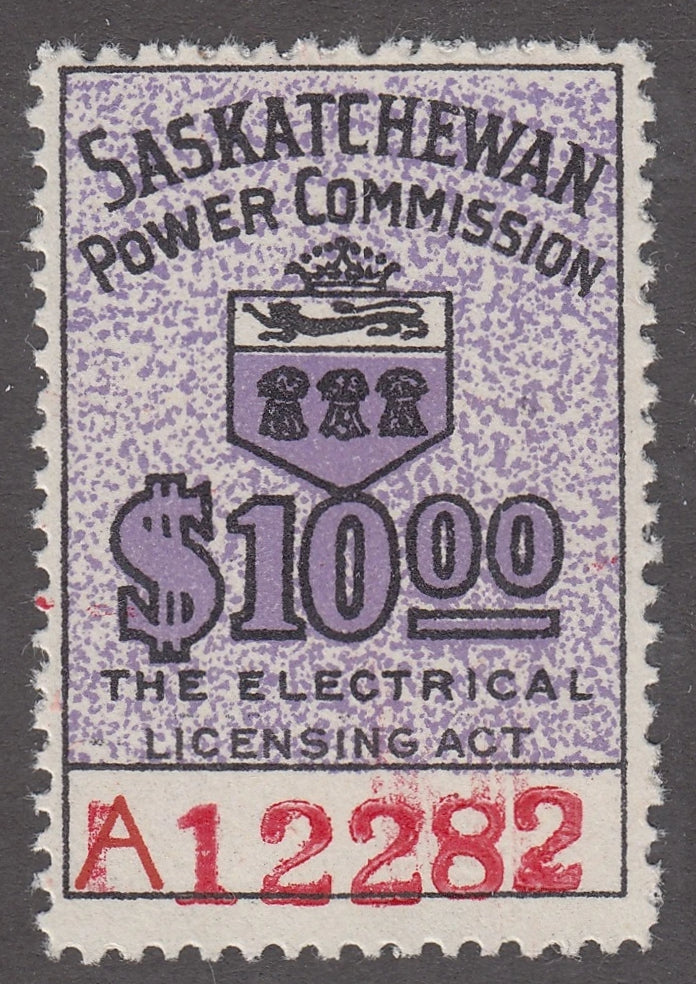 SASKATCHEWAN
POWER COMMISSION
$10.00
THE ELECTRICAL
LICENSING ACT
A12282